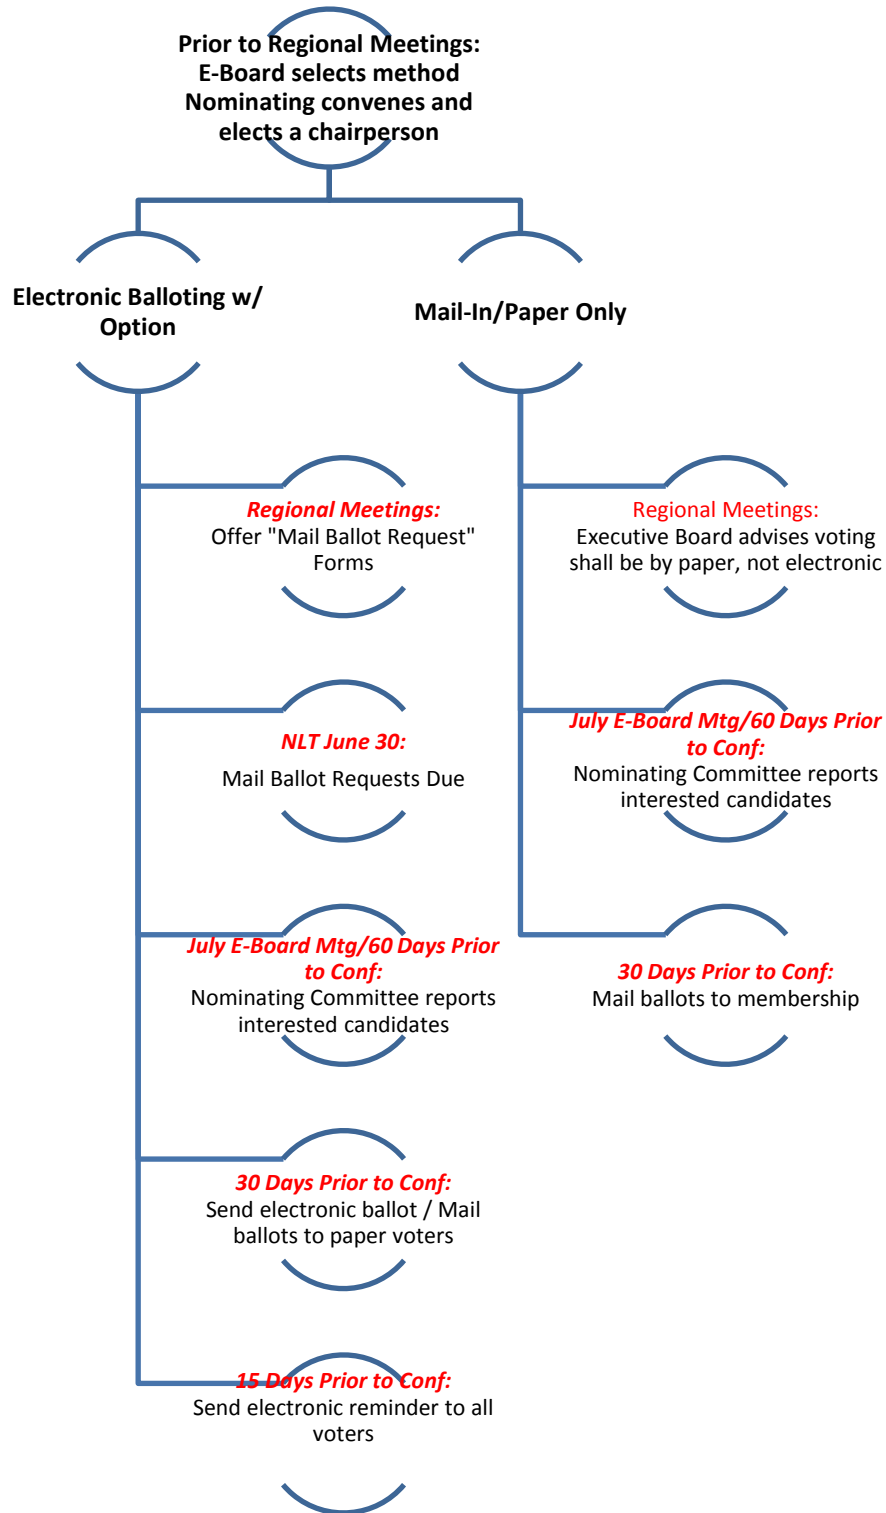 Prior to Regional Meetings:
E-Board selects method
Nominating convenes and
elects a chairperson
Electronic Balloting w/
Option
Mail-In/Paper Only
Regional Meetings:
Offer "Mail Ballot Request"
Forms
Regional Meetings:
Executive Board advises voting
shall be by paper, not electronic
NLT June 30:
Mail Ballot Requests Due
July E-Board Mtg/60 Days Prior
to Conf:
Nominating Committee reports
interested candidates
July E-Board Mtg/60 Days Prior
to Conf:
Nominating Committee reports
interested candidates
30 Days Prior to Conf:
Mail ballots to membership
30 Days Prior to Conf:
Send electronic ballot / Mail
ballots to paper voters
15 Days Prior to Conf:
Send electronic reminder to all
voters